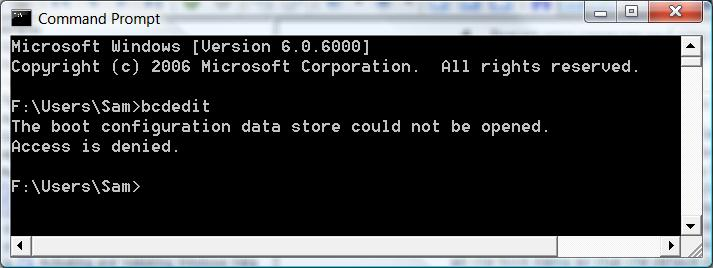 Command Prompt
Microsoft Windows [Version 6.0.6000]
Copyright (c) 2006 Microsoft Corporation.  All rights reserved.
F:\Users\Sam>bcdedit
The boot configuration data store could not be opened.
Access is denied.
F:\Users\Sam>